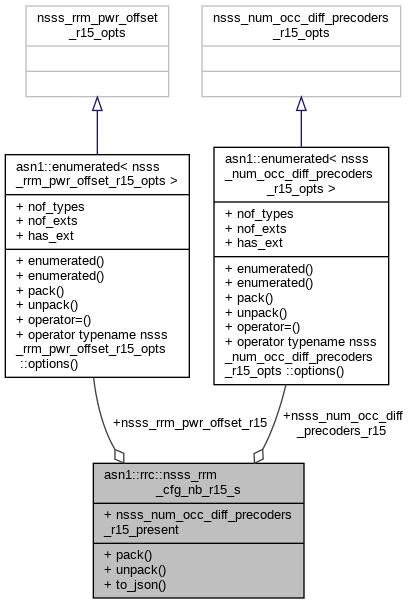 nsss_rrm_pwr_offset
_r15_opts
nsss_num_occ_diff_precoders
_r15_opts
asn1::enumerated< nsss
_rrm_pwr_offset_r15_opts >
+ nof_types
+ nof_exts
+ has_ext
+ enumerated()
+ enumerated()
+ pack()
+ unpack()
+ operator=()
+ operator typename nsss
_rrm_pwr_offset_r15_opts
::options()
asn1::enumerated< nsss
_num_occ_diff_precoders
_r15_opts >
+ nof_types
+ nof_exts
+ has_ext
+ enumerated()
+ enumerated()
+ pack()
+ unpack()
+ operator=()
+ operator typename nsss
_num_occ_diff_precoders
_r15_opts ::options()
+nsss_rrm_pwr_offset_r15
+nsss_num_occ_diff
_precoders_r15
asn1::rrc::nsss_rrm
_cfg_nb_r15_s
+ nsss_num_occ_diff_precoders
_r15_present
+ pack()
+ unpack()
+ to_json()